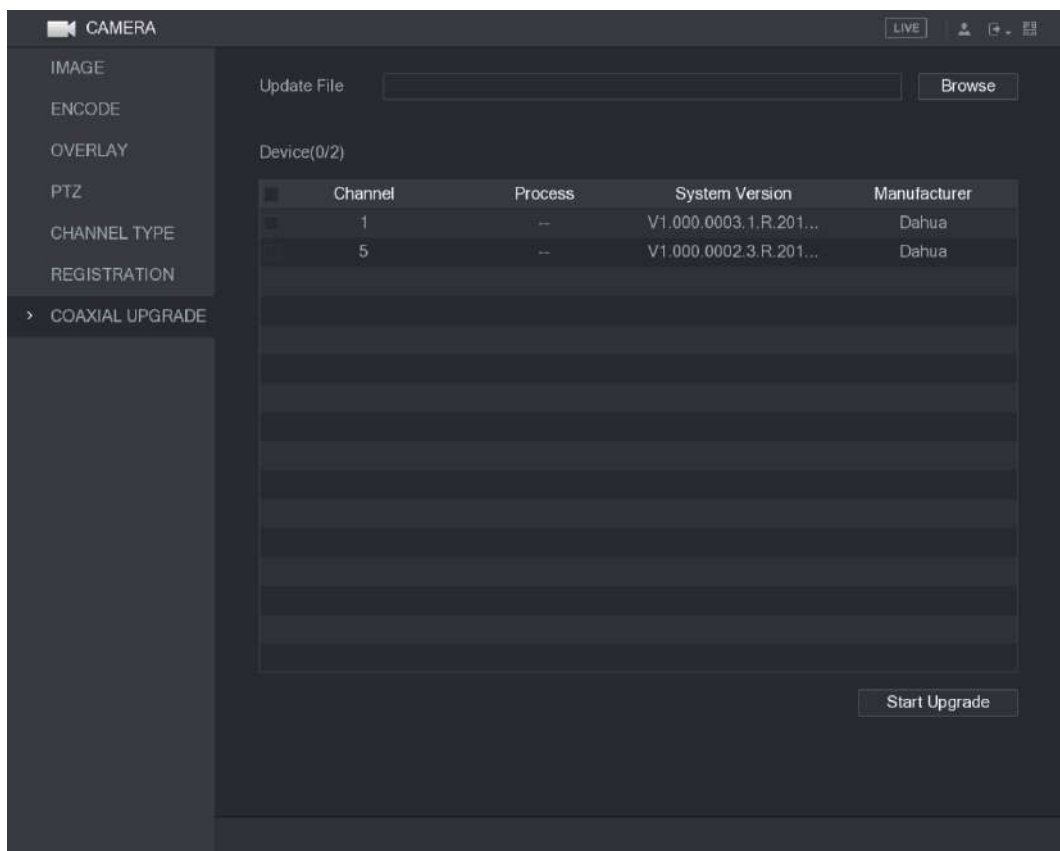 CAMERA
LIVE
IMAGE
ENCODE
OVERLAY
PTZ
CHANNEL TYPE
REGISTRATION
> COAXIAL UPGRADE
Update File Browse
Device(0/2)
Channel Process System Version Manufacturer
1 -- V1.000.0003.1.R.201... Dahua
5 -- V1.000.0002.3.R.201... Dahua
Start Upgrade